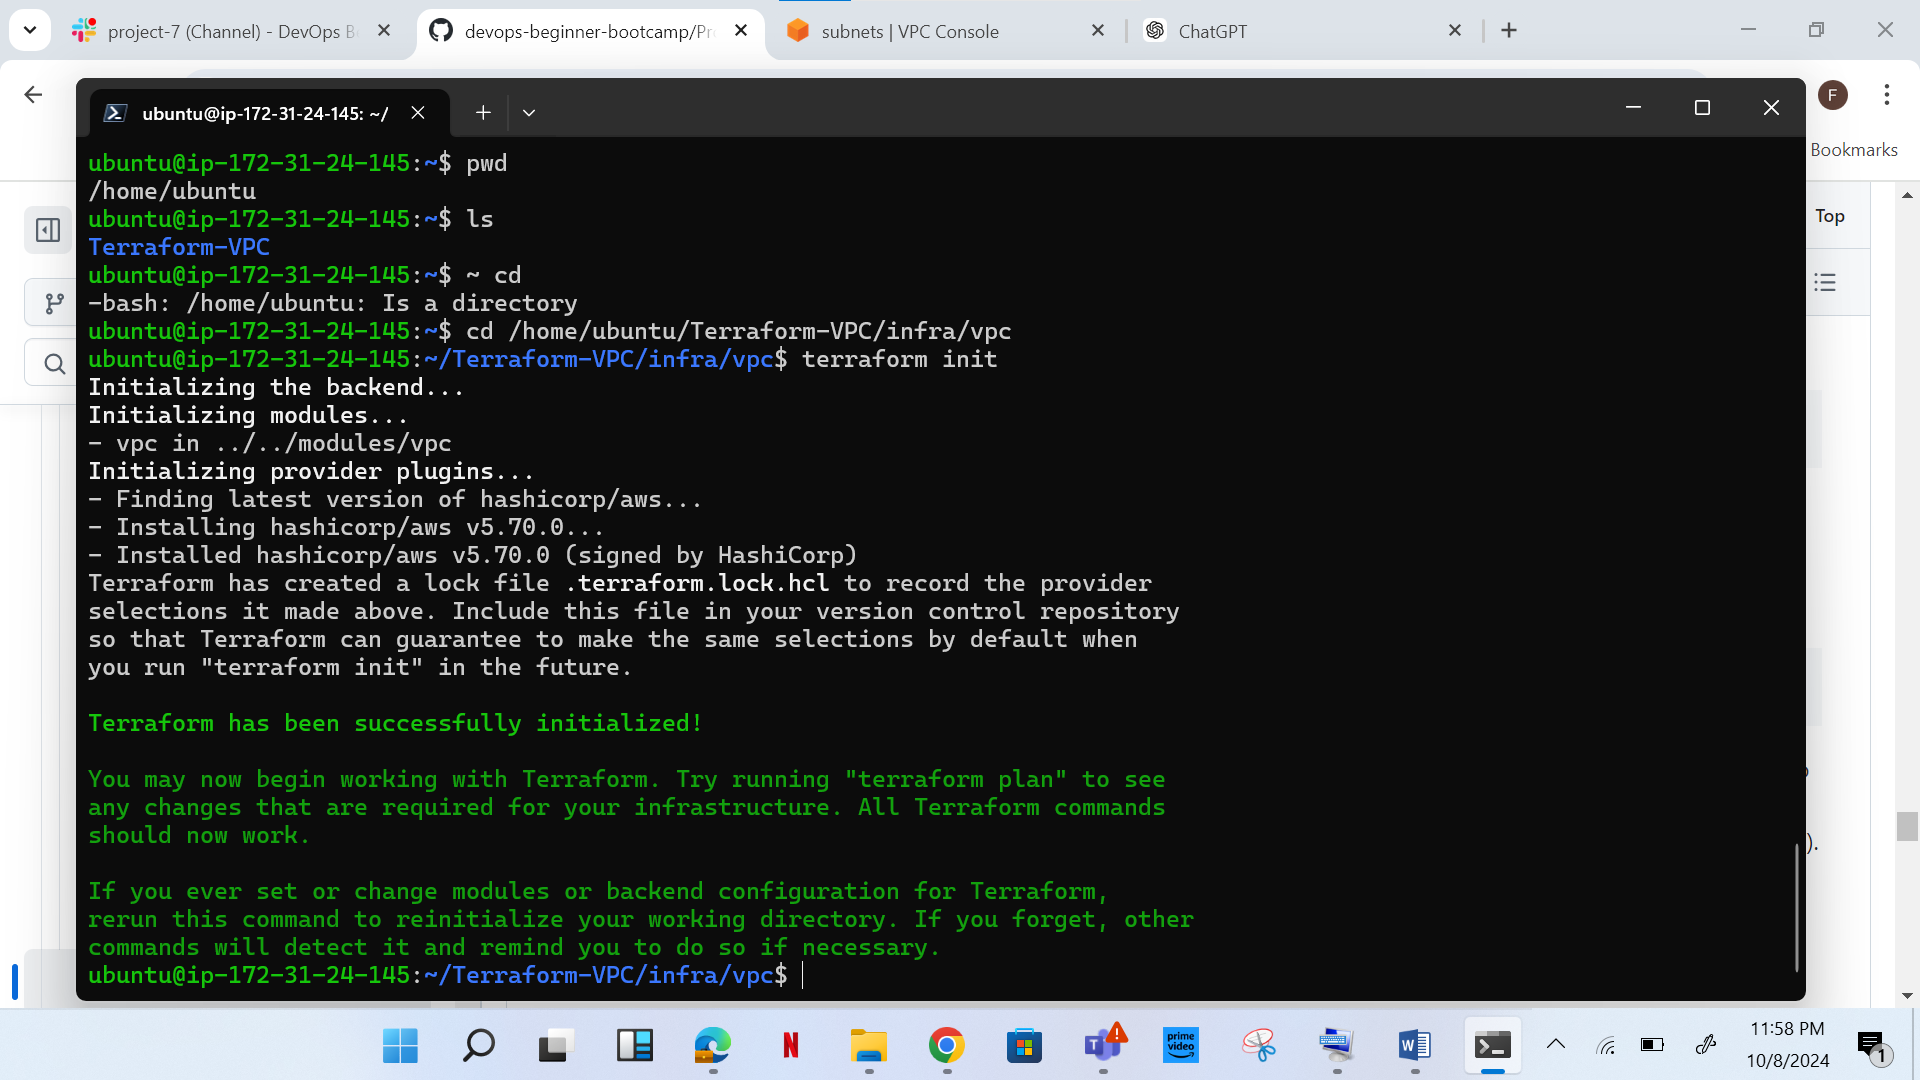 project-7 (Channel) - DevOps B
devops-beginner-bootcamp/Pr
subnets | VPC Console
ChatGPT
F
Bookmarks
Top
ubuntu@ip-172-31-24-145: ~/
ubuntu@ip-172-31-24-145:~$ pwd
/home/ubuntu
ubuntu@ip-172-31-24-145:~$ ls
Terraform-VPC
ubuntu@ip-172-31-24-145:~$ ~ cd
-bash: /home/ubuntu: Is a directory
ubuntu@ip-172-31-24-145:~$ cd /home/ubuntu/Terraform-VPC/infra/vpc
ubuntu@ip-172-31-24-145:~/Terraform-VPC/infra/vpc$ terraform init
Initializing the backend...
Initializing modules...
- vpc in ../../modules/vpc
Initializing provider plugins...
- Finding latest version of hashicorp/aws...
- Installing hashicorp/aws v5.70.0...
- Installed hashicorp/aws v5.70.0 (signed by HashiCorp)
Terraform has created a lock file .terraform.lock.hcl to record the provider
selections it made above. Include this file in your version control repository
so that Terraform can guarantee to make the same selections by default when
you run "terraform init" in the future.
Terraform has been successfully initialized!
You may now begin working with Terraform. Try running "terraform plan" to see
any changes that are required for your infrastructure. All Terraform commands
should now work.
If you ever set or change modules or backend configuration for Terraform,
rerun this command to reinitialize your working directory. If you forget, other
commands will detect it and remind you to do so if necessary.
ubuntu@ip-172-31-24-145:~/Terraform-VPC/infra/vpc$
).
N
T
prime
video
W
11:58 PM
10/8/2024
1